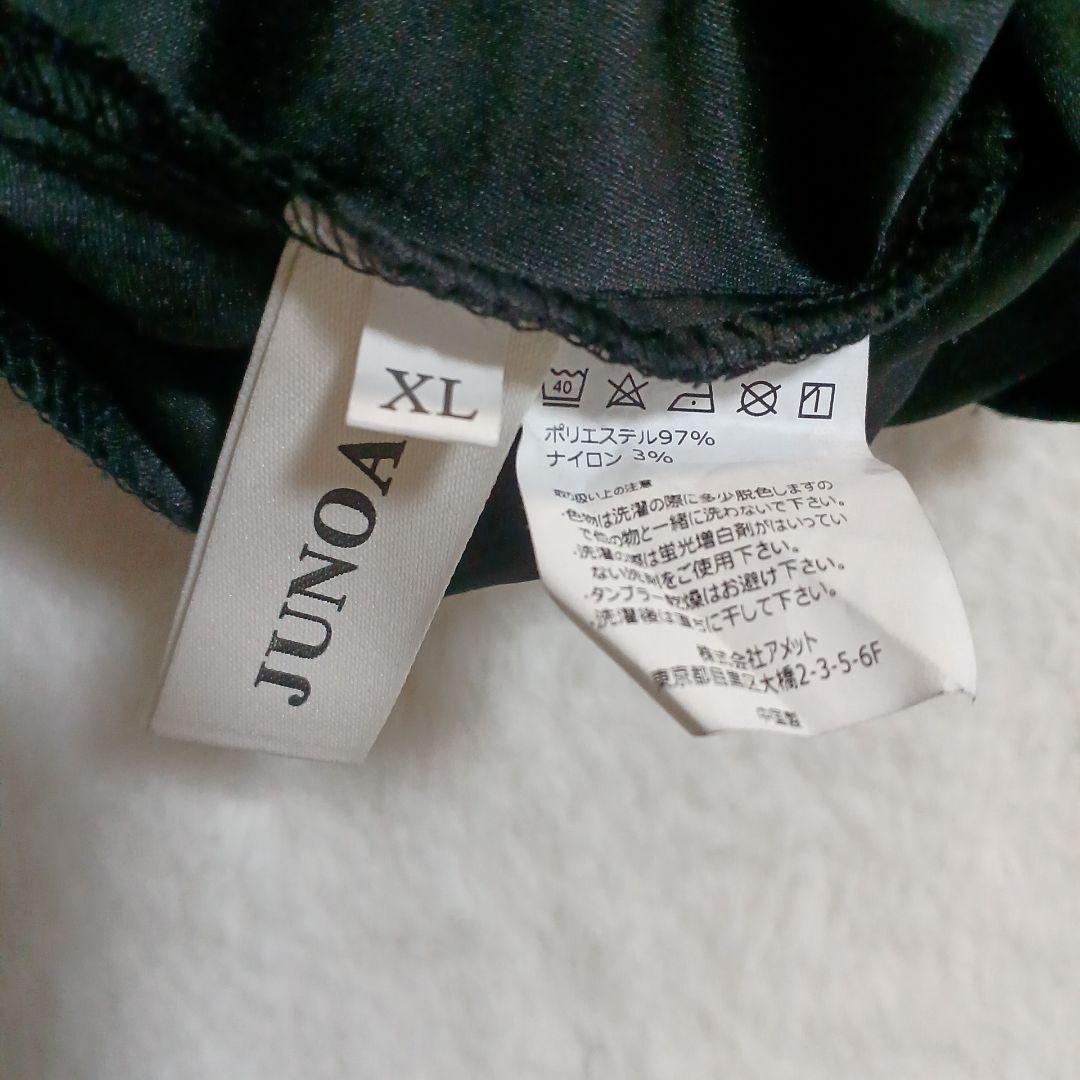 XL
JUNOA
40
ポリエステル97%
ナイロン 3%
取り扱い上の注意
・色物は洗濯の際に多少脱色しますの
で他の物と一緒に洗わないで下さい。
・洗濯の際は蛍光増白剤がはいってい
ない洗剤をご使用下さい。
・タンブラー乾燥はお避け下さい。
・洗濯後は直ちに干して下さい。
株式会社アメット
東京都目黒区大橋2-3-5-6F
中国製